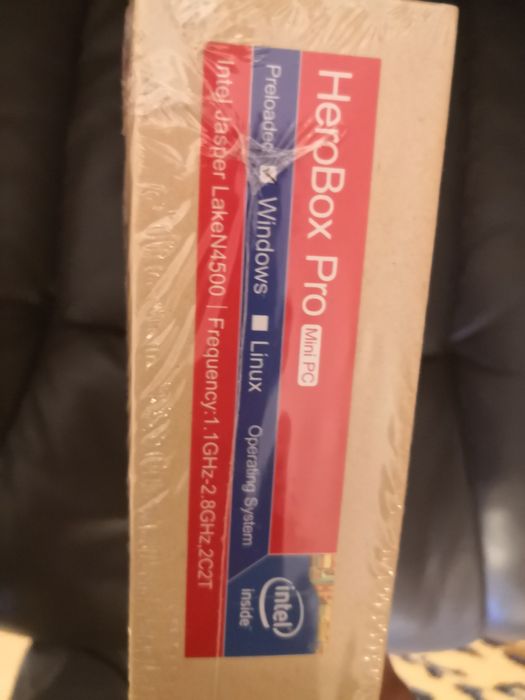 HeroBox Pro Mini PC
Preloaded Windows Linux Operating System
Intel Jasper LakeN4500 | Frequency:1.1GHz-2.8GHz,2C2T
intel
inside